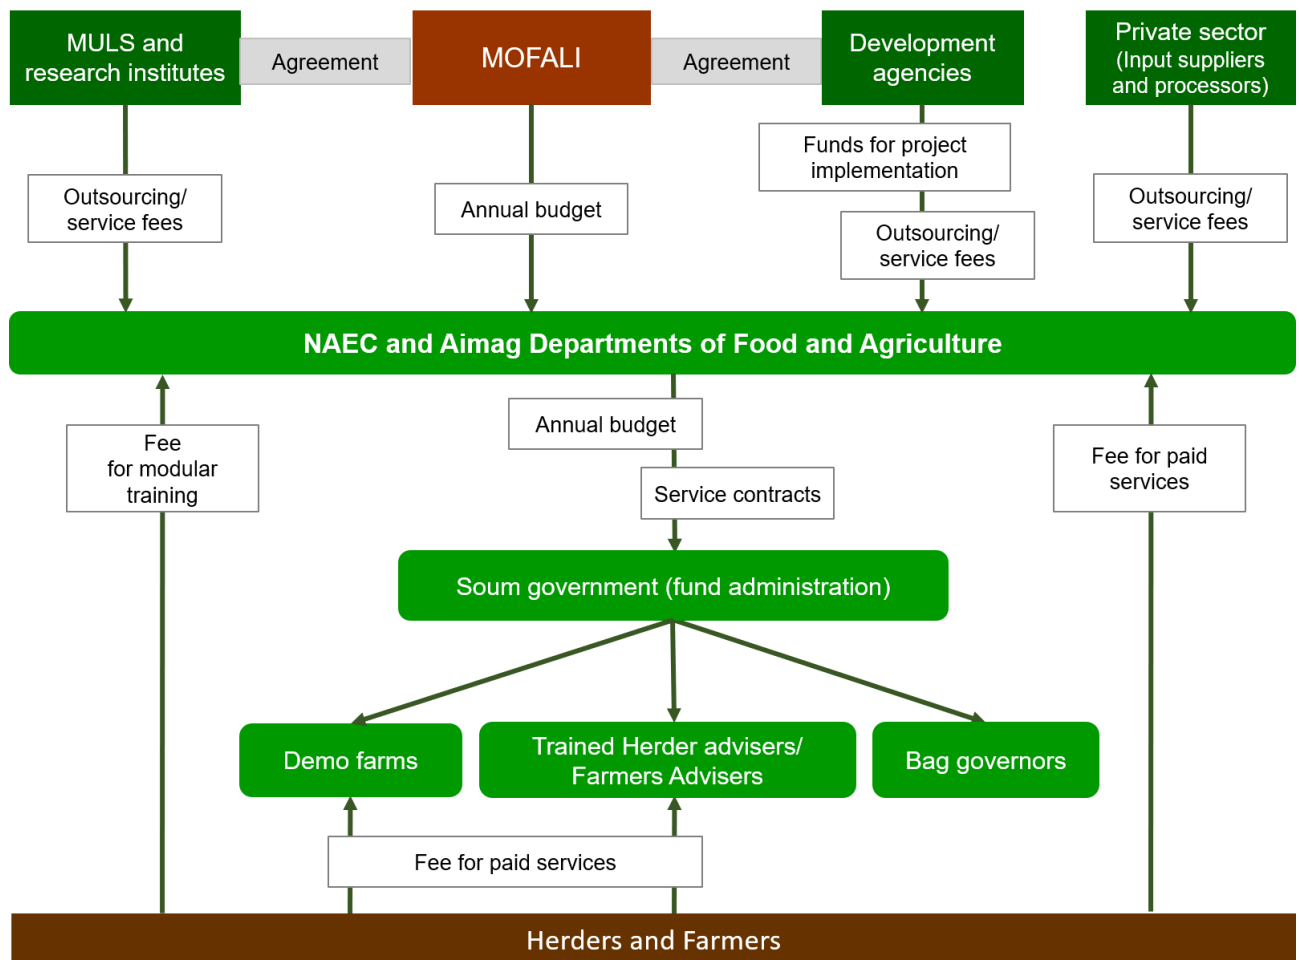 MULS and
research institutes
Agreement
MOFALI
Agreement
Development
agencies
Private sector
(Input suppliers
and processors)
Outsourcing/
service fees
Annual budget
Funds for project
implementation
Outsourcing/
service fees
Outsourcing/
service fees
NAEC and Aimag Departments of Food and Agriculture
Fee
for modular
training
Annual budget
Service contracts
Fee for paid
services
Soum government (fund administration)
Demo farms
Trained Herder advisers/
Farmers Advisers
Bag governors
Fee for paid services
Herders and Farmers